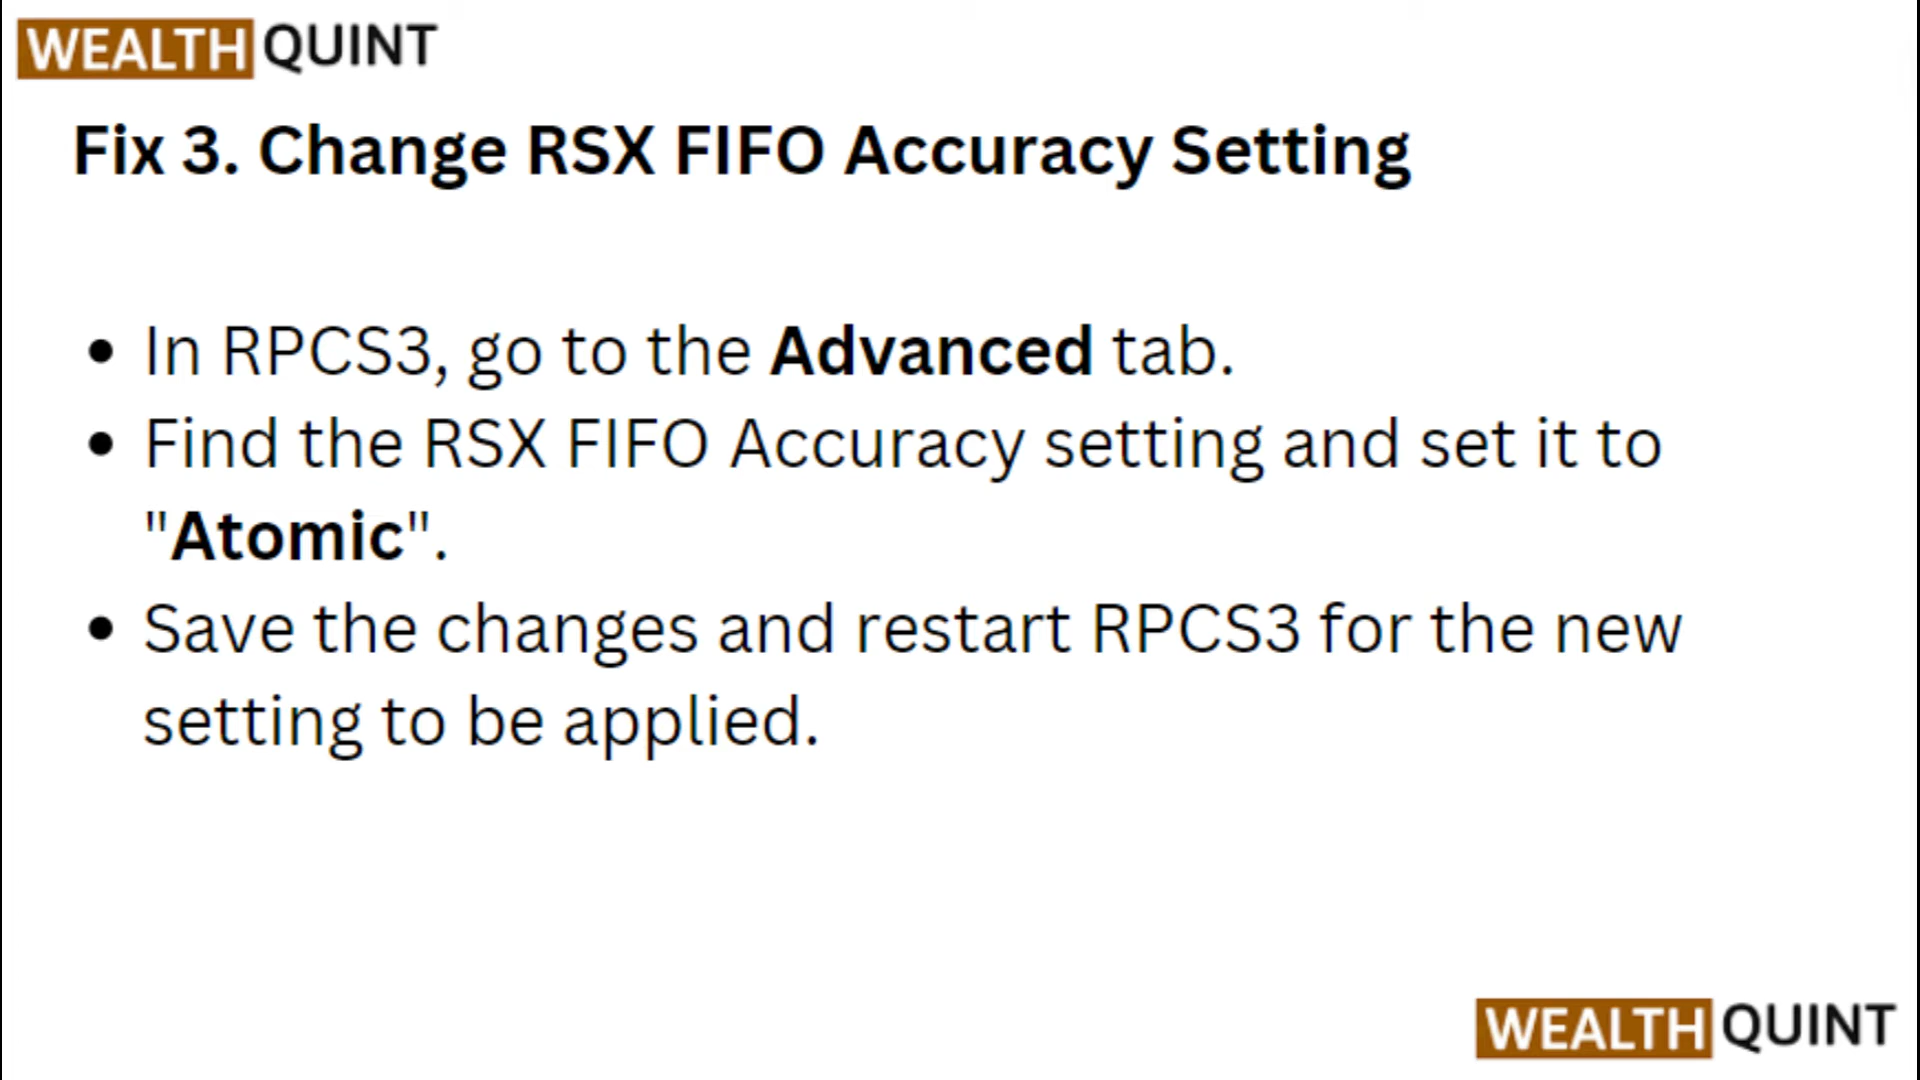 WEALTH QUINT
Fix 3. Change RSX FIFO Accuracy Setting
• In RPCS3, go to the Advanced tab.
• Find the RSX FIFO Accuracy setting and set it to
"Atomic".
• Save the changes and restart RPCS3 for the new
setting to be applied.
WEALTH QUINT